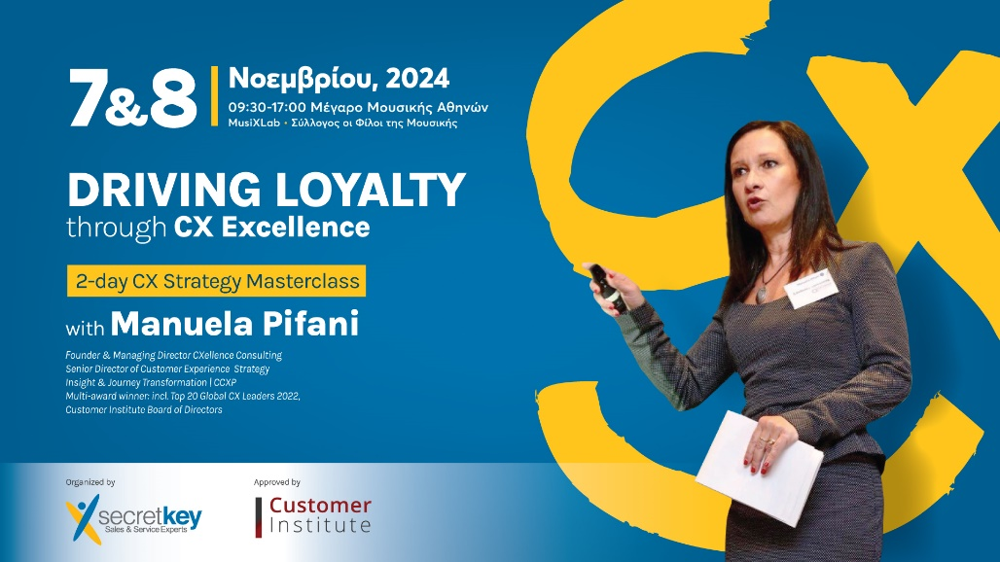 7&8
Νοεμβρίου, 2024
09:30-17:00 Μέγαρο Μουσικής Αθηνών
MusiXLab · Σύλλογος οι Φίλοι της Μουσικής
DRIVING LOYALTY
through CX Excellence
2-day CX Strategy Masterclass
with Manuela Pifani
Founder & Managing Director CXellence Consulting
Senior Director of Customer Experience Strategy
Insight & Journey Transformation | CCXP
Multi-award winner: incl. Top 20 Global CX Leaders 2022,
Customer Institute Board of Directors
Organized by
secretkey
Sales & Service Experts
Approved by
Customer
Institute
CX